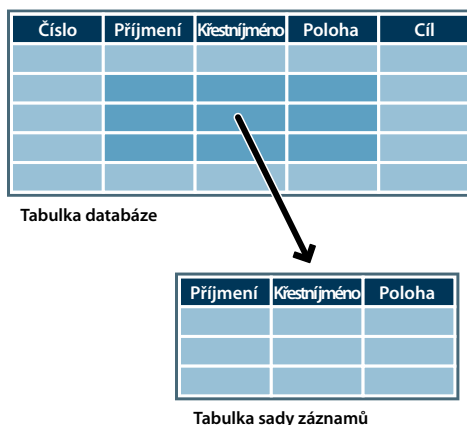 Číslo Příjmení Křestníjméno Poloha Cíl
Tabulka databáze
Příjmení Křestníjméno Poloha
Tabulka sady záznamů